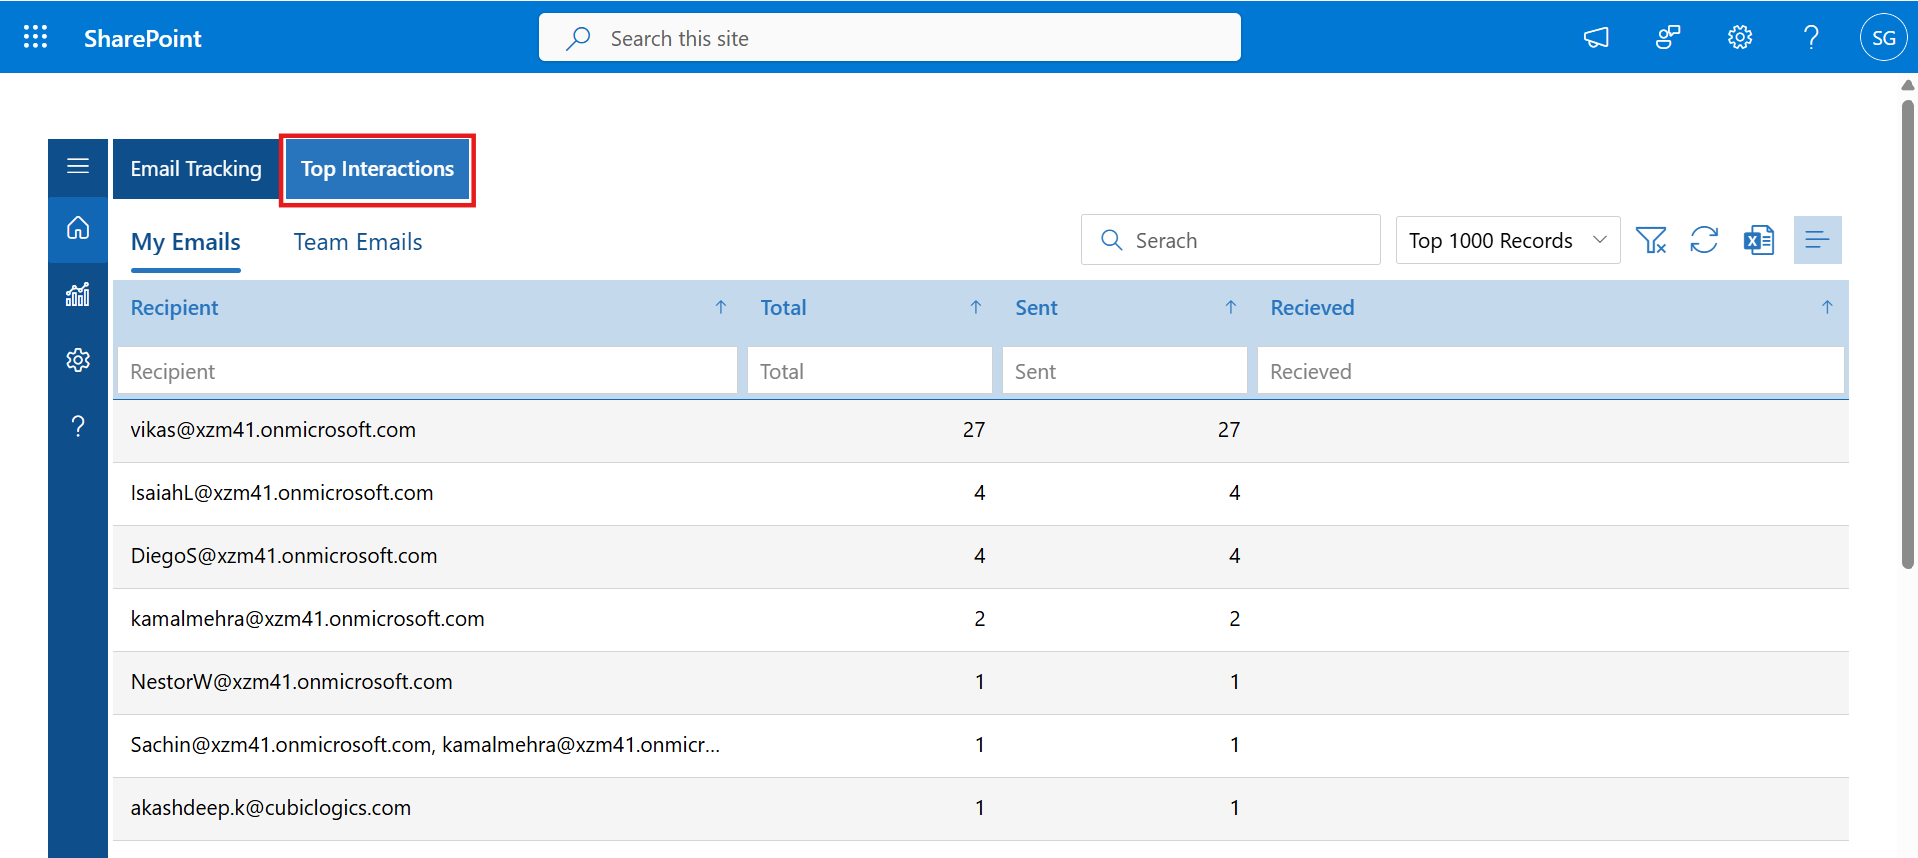 SharePoint
Search this site
SG
Email Tracking
Top Interactions
My Emails
Team Emails
Serach
Top 1000 Records
Recipient Total Sent Recieved
Recipient Total Sent Recieved
vikas@xzm41.onmicrosoft.com 27 27
IsaiahL@xzm41.onmicrosoft.com 4 4
DiegoS@xzm41.onmicrosoft.com 4 4
kamalmehra@xzm41.onmicrosoft.com 2 2
NestorW@xzm41.onmicrosoft.com 1 1
Sachin@xzm41.onmicrosoft.com, kamalmehra@xzm41.onmicr... 1 1
akashdeep.k@cubiclogics.com 1 1